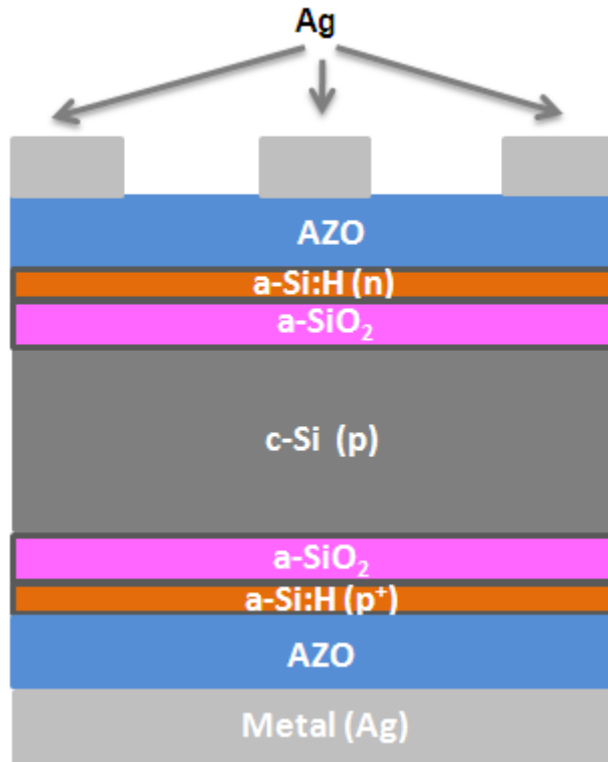 Ag
AZO
a-Si:H (n)
a-SiO₂
c-Si (p)
a-SiO₂
a-Si:H (p⁺)
AZO
Metal (Ag)